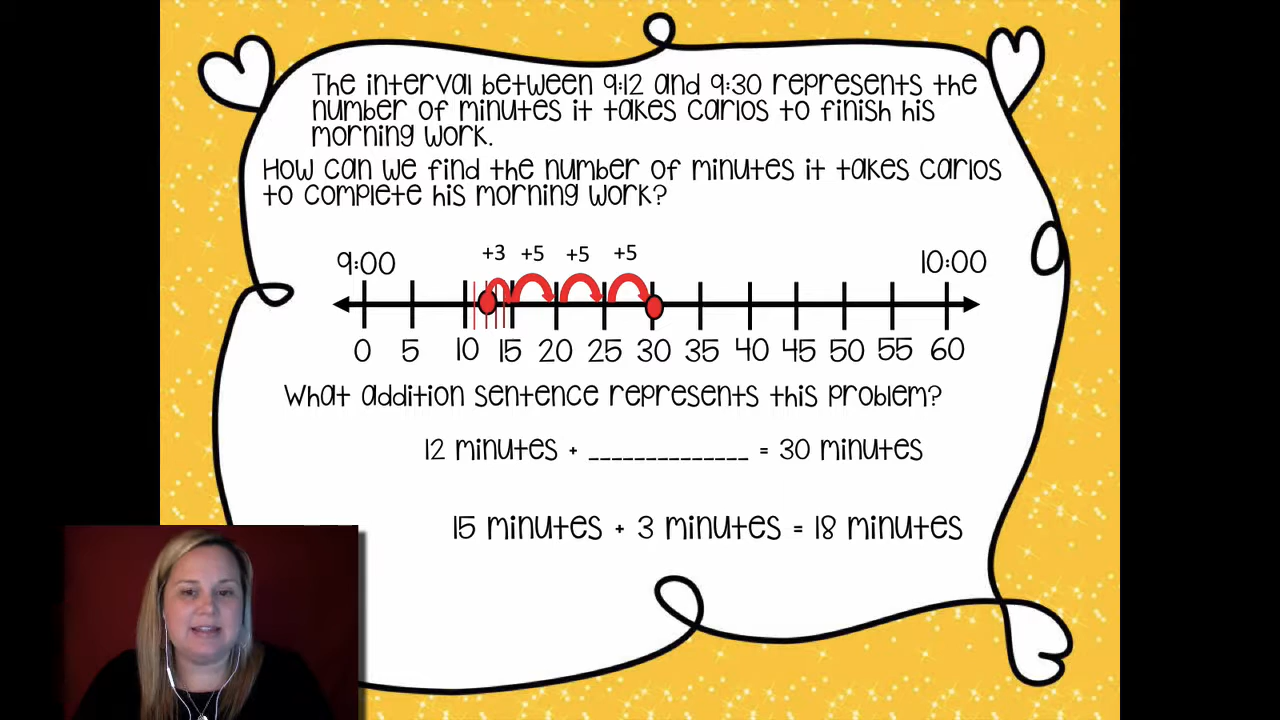 The interval between 9:12 and 9:30 represents the
number of minutes it takes Carlos to finish his
morning work.
How can we find the number of minutes it takes Carlos
to complete his morning work?
+3 +5 +5 +5
9:00 10:00
0 5 10 15 20 25 30 35 40 45 50 55 60
What addition sentence represents this problem?
12 minutes + ______________ = 30 minutes
15 minutes + 3 minutes = 18 minutes